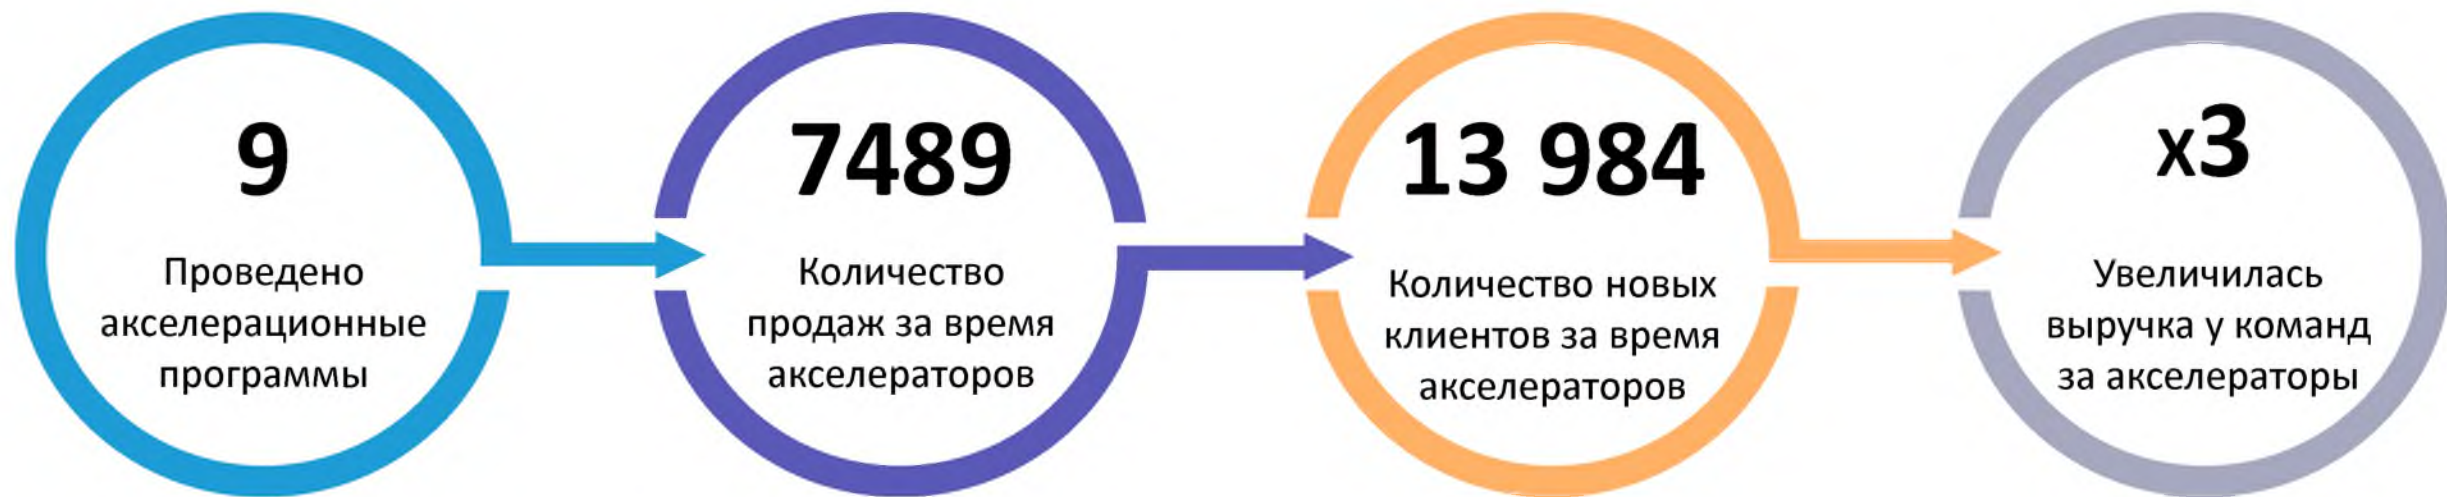 9
Проведено
акселерационные
программы
7489
Количество
продаж за время
акселераторов
13 984
Количество новых
клиентов за время
акселераторов
x3
Увеличилась
выручка у команд
за акселераторы